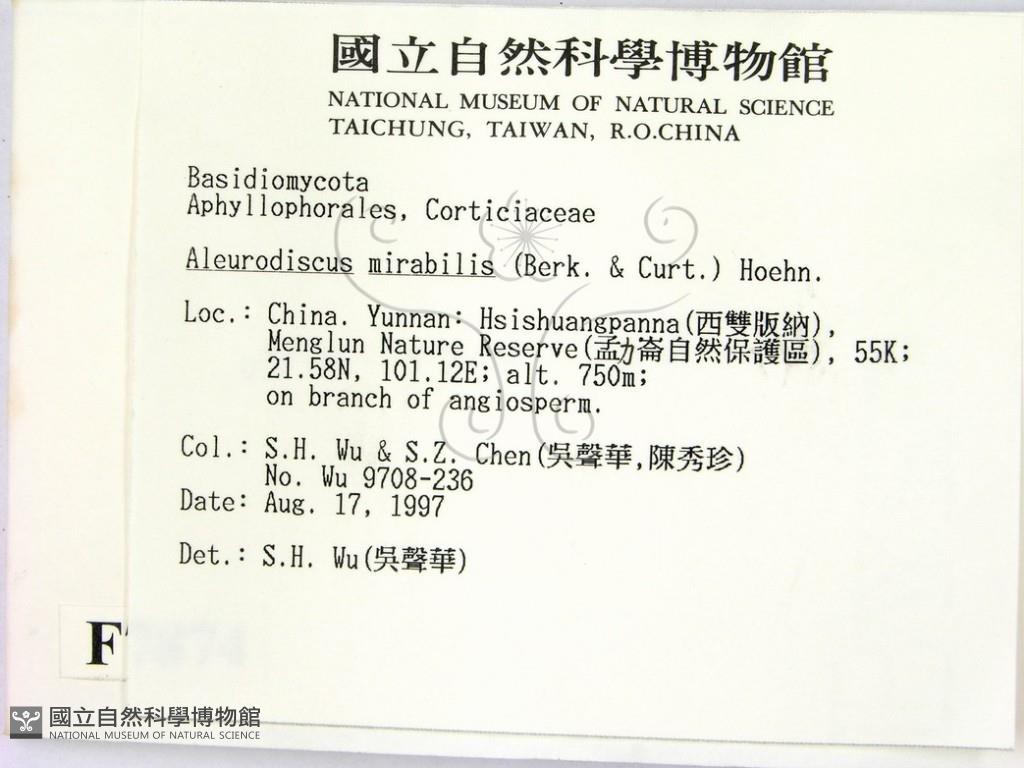 國立自然科學博物館
NATIONAL MUSEUM OF NATURAL SCIENCE
TAICHUNG, TAIWAN, R.O.CHINA
Basidiomycota
Aphyllophorales, Corticiaceae
Aleurodiscus mirabilis (Berk. & Curt.) Hoehn.
Loc.: China. Yunnan: Hsishuangpanna(西雙版納),
Menglun Nature Reserve(孟力崙自然保護區), 55K;
21.58N, 101.12E; alt. 750m;
on branch of angiosperm.
Col.: S.H. Wu & S.Z. Chen(吳聲華,陳秀珍)
No. Wu 9708-236
Date: Aug. 17, 1997
Det.: S.H. Wu(吳聲華)
F
國立自然科學博物館
NATIONAL MUSEUM OF NATURAL SCIENCE